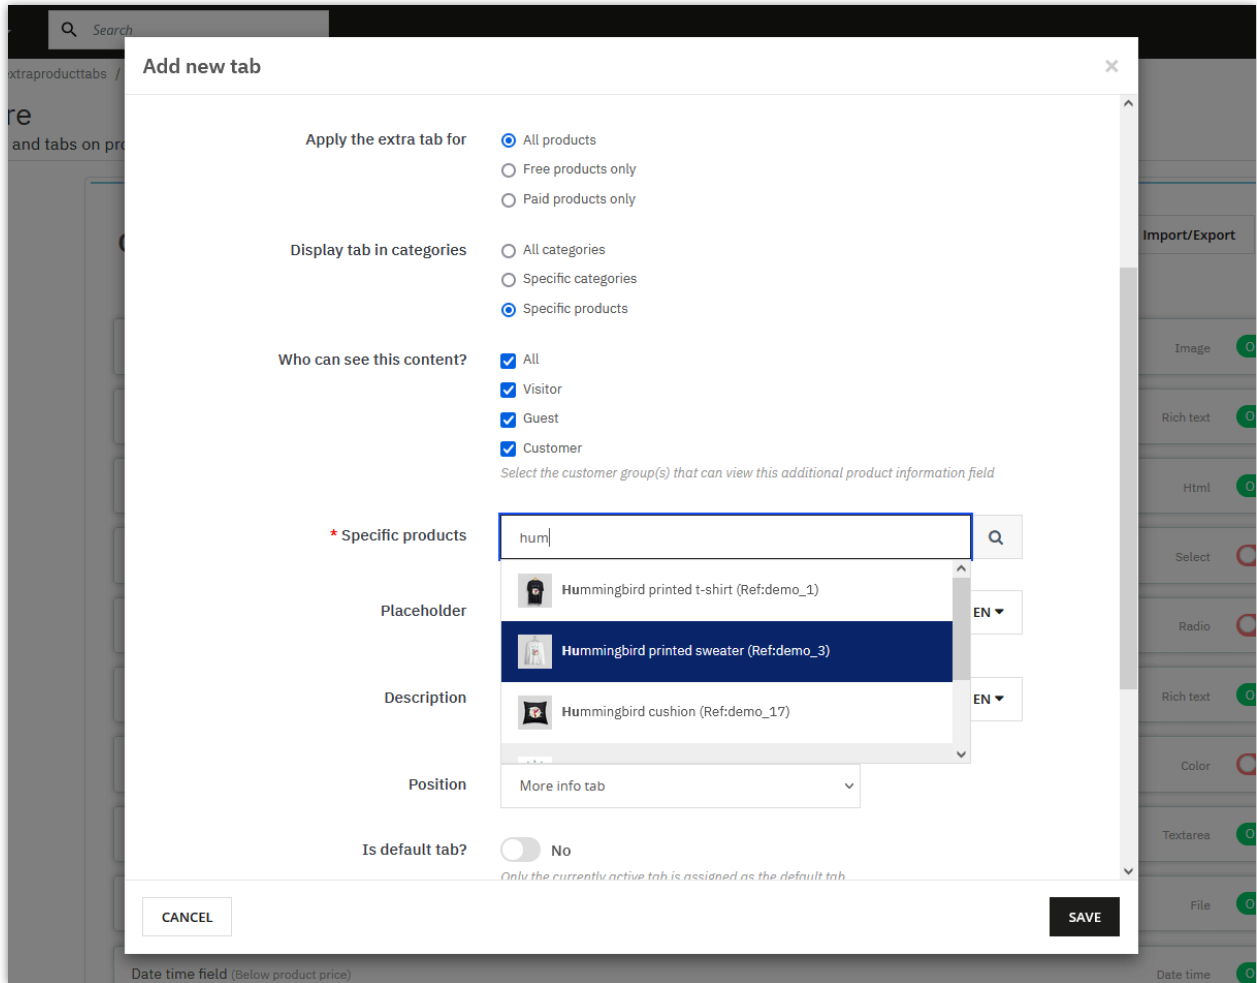 Search
extraproducttabs /
re
and tabs on pro
Add new tab
×
Apply the extra tab for
All products
Free products only
Paid products only
Display tab in categories
All categories
Specific categories
Specific products
Who can see this content?
All
Visitor
Guest
Customer
Select the customer group(s) that can view this additional product information field
* Specific products
hum
Hummingbird printed t-shirt (Ref:demo_1)
Hummingbird printed sweater (Ref:demo_3)
Hummingbird cushion (Ref:demo_17)
Placeholder
EN
Description
EN
Position
More info tab
Is default tab?
No
Only the currently active tab is assigned as the default tab
CANCEL
SAVE
Import/Export
Image
Rich text
Html
Select
Radio
Rich text
Color
Textarea
File
Date time field (Below product price)
Date time